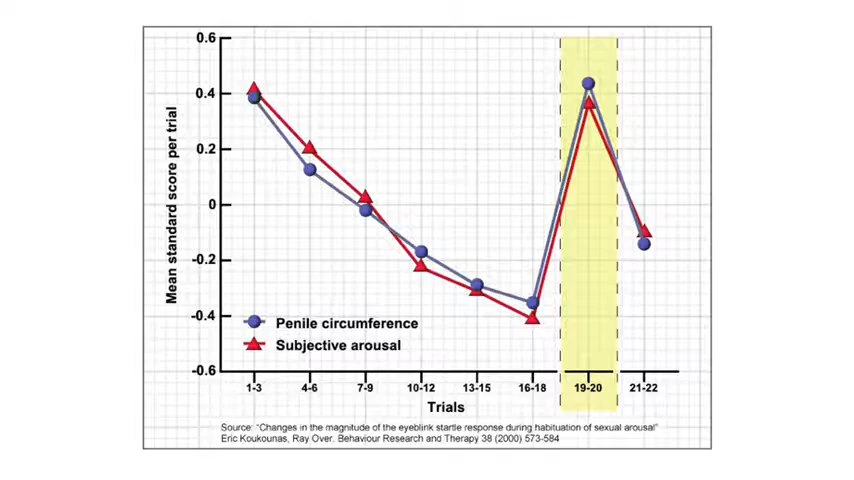 0.6
0.4
0.2
0
-0.2
-0.4
-0.6
Mean standard score per trial
Penile circumference
Subjective arousal
1-3 4-6 7-9 10-12 13-15 16-18 19-20 21-22
Trials
Source: "Changes in the magnitude of the eyeblink startle response during habituation of sexual arousal"
Eric Koukounas, Ray Over. Behaviour Research and Therapy 38 (2000) 573-584